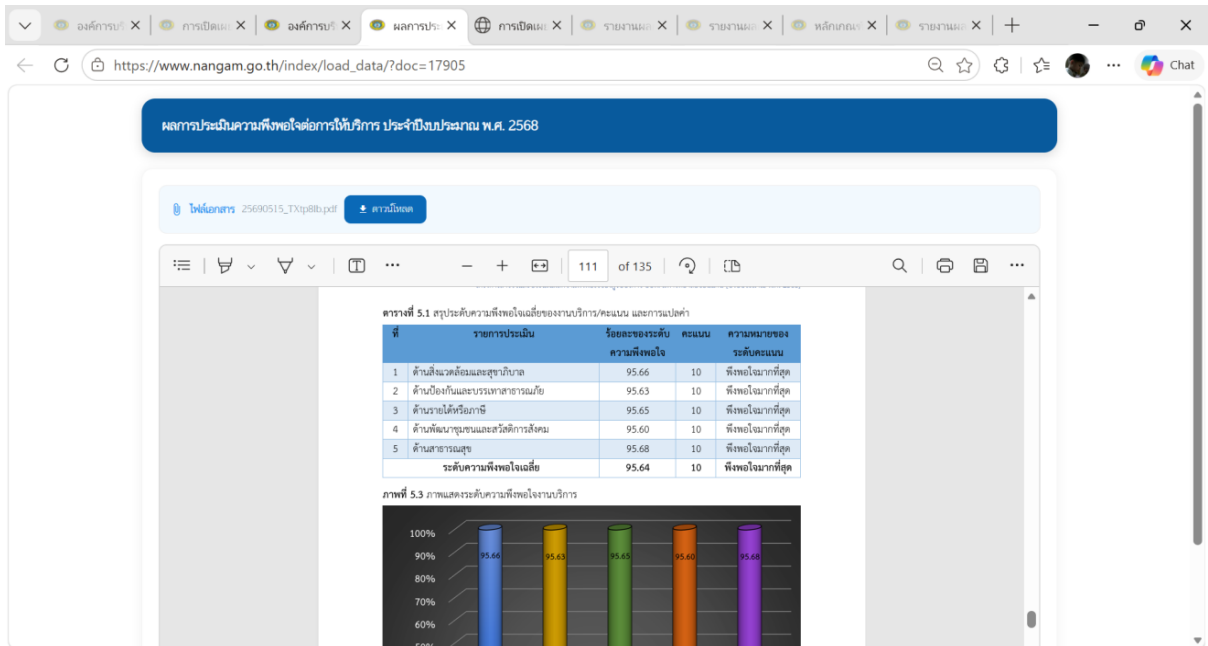 องค์การบริ
การเปิดเผย
องค์การบริ
ผลการประ
การเปิดเผย
รายงานผล
รายงานผล
หลักเกณฑ์
รายงานผล
https://www.nangam.go.th/index/load_data/?doc=17905
Chat
ผลการประเมินความพึงพอใจต่อการให้บริการ ประจำปีงบประมาณ พ.ศ. 2568
ไฟล์เอกสาร 25690515_TXtp8lb.pdf ดาวน์โหลด
111 of 135
ตารางที่ 5.1 สรุประดับความพึงพอใจเฉลี่ยของงานบริการ/คะแนน และการแปลค่า
ที่ รายการประเมิน ร้อยละของระดับ คะแนน ความหมายของ
ความพึงพอใจ ระดับคะแนน
1 ด้านสิ่งแวดล้อมและสุขาภิบาล 95.66 10 พึงพอใจมากที่สุด
2 ด้านป้องกันและบรรเทาสาธารณภัย 95.63 10 พึงพอใจมากที่สุด
3 ด้านรายได้หรือภาษี 95.65 10 พึงพอใจมากที่สุด
4 ด้านพัฒนาชุมชนและสวัสดิการสังคม 95.60 10 พึงพอใจมากที่สุด
5 ด้านสาธารณสุข 95.68 10 พึงพอใจมากที่สุด
ระดับความพึงพอใจเฉลี่ย 95.64 10 พึงพอใจมากที่สุด
ภาพที่ 5.3 ภาพแสดงระดับความพึงพอใจงานบริการ
100%
90% 95.66 95.63 95.65 95.60 95.68
80%
70%
60%